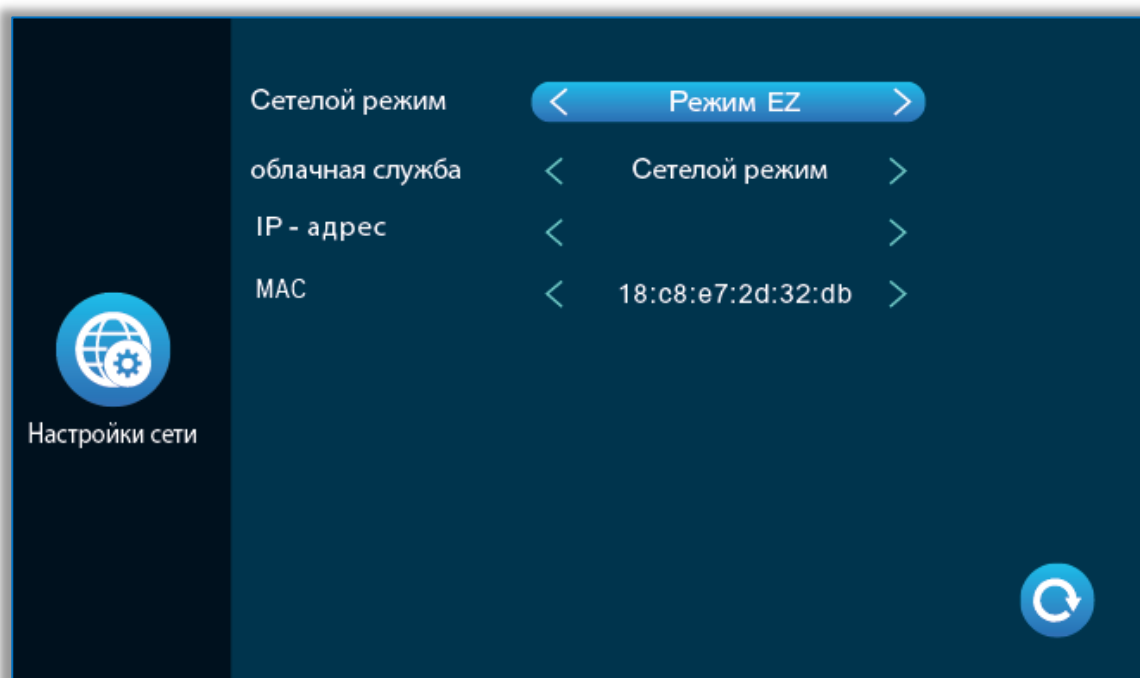 Сетелой режим < Режим EZ >
облачная служба < Сетелой режим >
IP - адрес < >
MAC < 18:c8:e7:2d:32:db >
Настройки сети